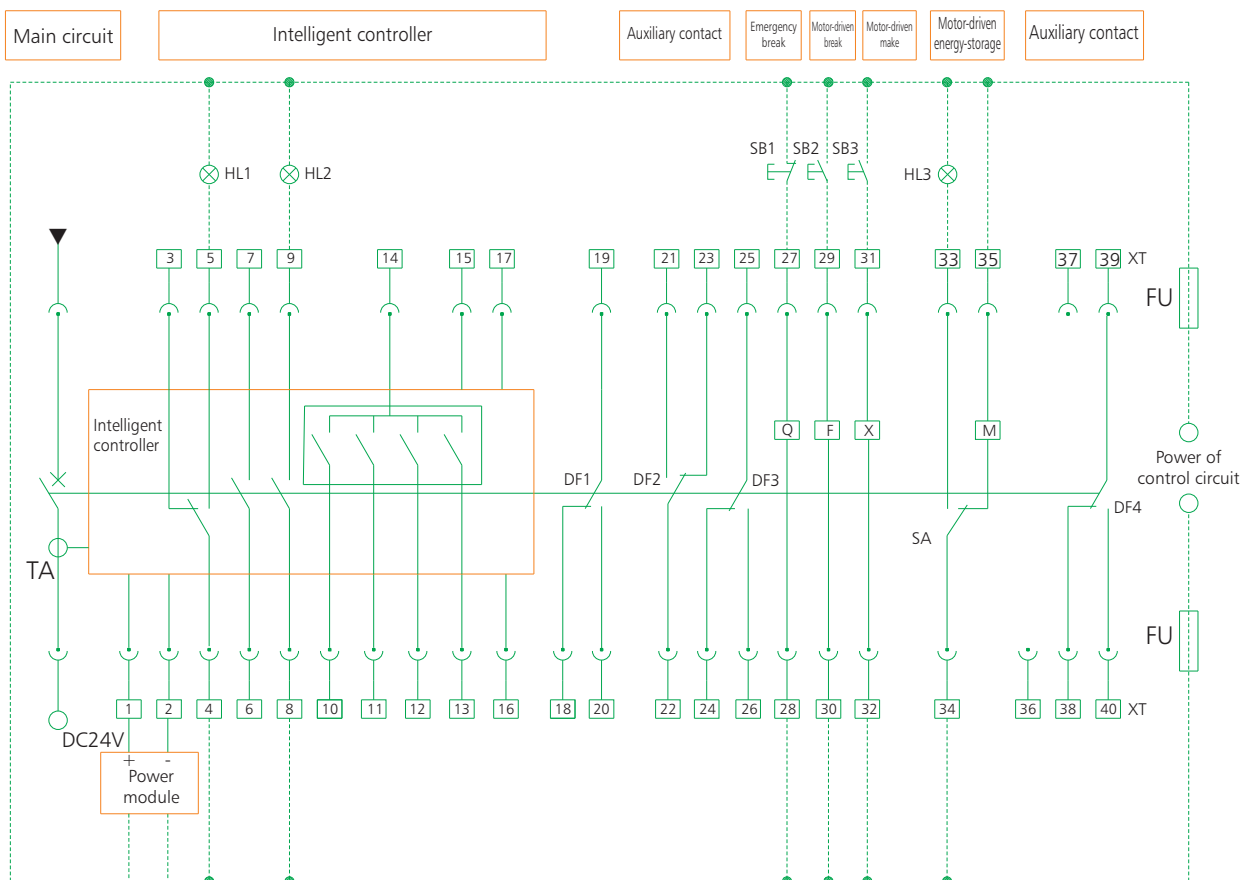 Main circuit
Intelligent controller
Auxiliary contact
Emergency
break
Motor-driven
break
Motor-driven
make
Motor-driven
energy-storage
Auxiliary contact
SB1 SB2 SB3
HL1 HL2 HL3
3 5 7 9 14 15 17 19 21 23 25 27 29 31 33 35 37 39 XT
FU
Intelligent
controller
Q F X M
Power of
control circuit
DF1 DF2 DF3 DF4
SA
TA
FU
1 2 4 6 8 10 11 12 13 16 18 20 22 24 26 28 30 32 34 36 38 40 XT
DC24V
+ -
Power
module